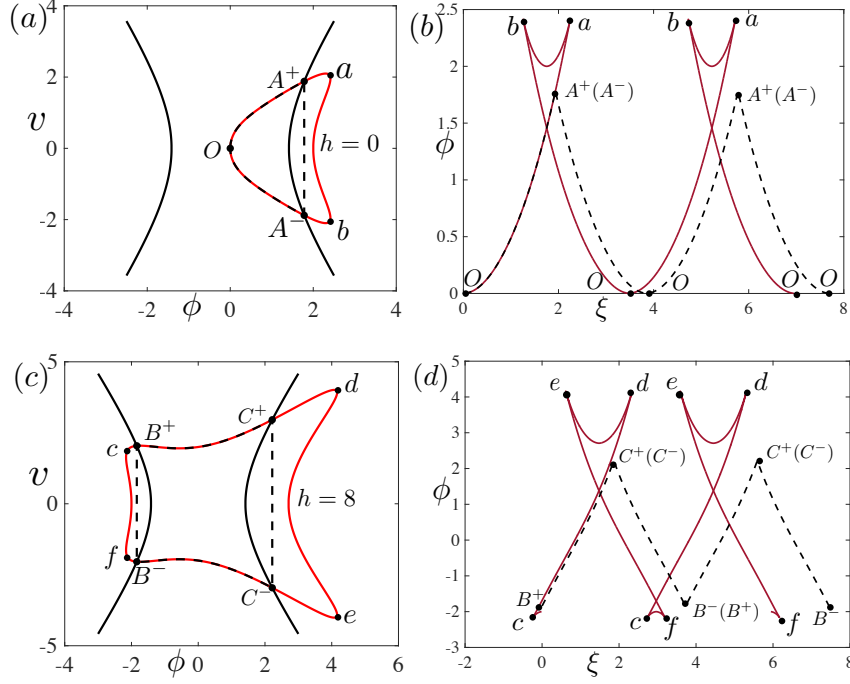 (a)
4
2
0
-2
-4
v
A⁺
a
O
h = 0
A⁻
b
-4
-2
0
2
4
ϕ
(b)
2.5
2
1.5
1
0.5
0
ϕ
b
a
b
a
A⁺(A⁻)
A⁺(A⁻)
O
O
O
O
O
0
2
4
6
8
ξ
(c)
5
0
-5
v
d
C⁺
B⁺
c
h = 8
f
B⁻
C⁻
e
-4
-2
0
2
4
6
ϕ
(d)
5
4
3
2
1
0
-1
-2
-3
ϕ
e
d
e
d
C⁺(C⁻)
C⁺(C⁻)
B⁺
c
c
f
B⁻(B⁺)
f
B⁻
-2
0
2
4
6
8
ξ